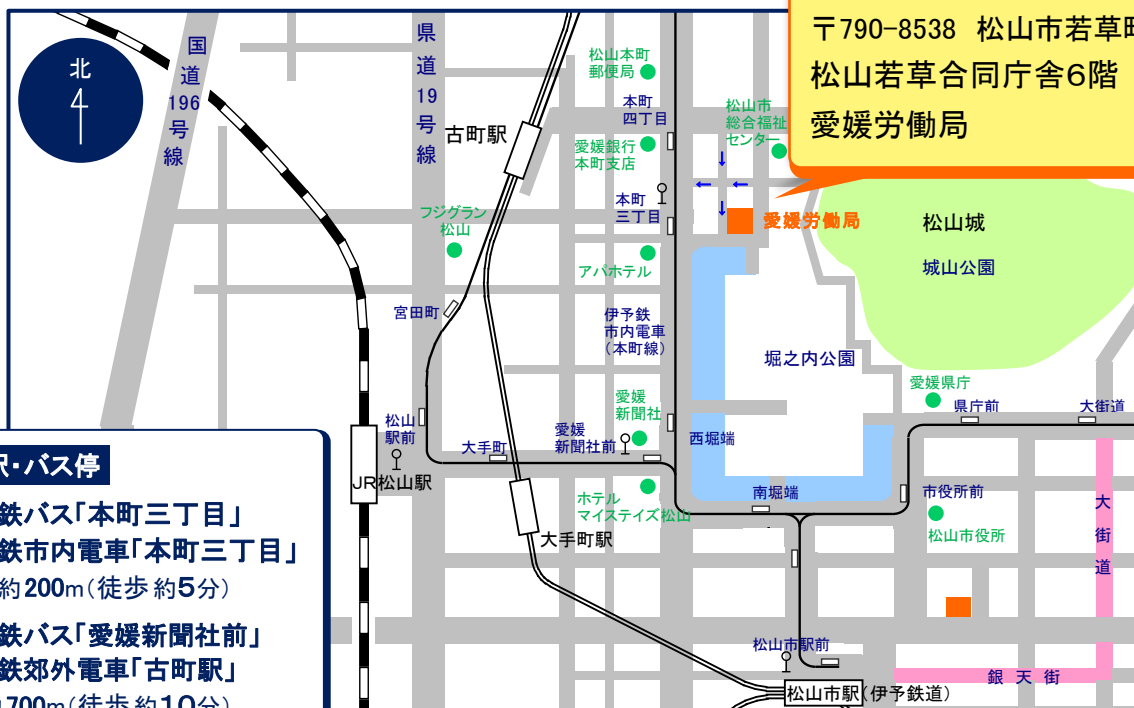 北
国道196号線
県道19号線
〒790-8538 松山市若草町
松山若草合同庁舎6階
愛媛労働局
松山本町
郵便局
本町
四丁目
松山市
総合福祉
センター
古町駅
愛媛銀行
本町支店
本町
三丁目
愛媛労働局
フジグラン
松山
アパホテル
松山城
城山公園
宮田町
伊予鉄
市内電車
(本町線)
堀之内公園
愛媛県庁
県庁前
大街道
松山
駅前
大手町
愛媛
新聞社前
愛媛
新聞社
西堀端
JR松山駅
ホテル
マイステイズ松山
南堀端
市役所前
松山市役所
大街道
大手町駅
松山市駅前
銀天街
松山市駅(伊予鉄道)
駅・バス停
鉄バス「本町三丁目」
鉄市内電車「本町三丁目」
約200m(徒歩 約5分)
鉄バス「愛媛新聞社前」
鉄郊外電車「古町駅」
700m(徒歩 約10分)